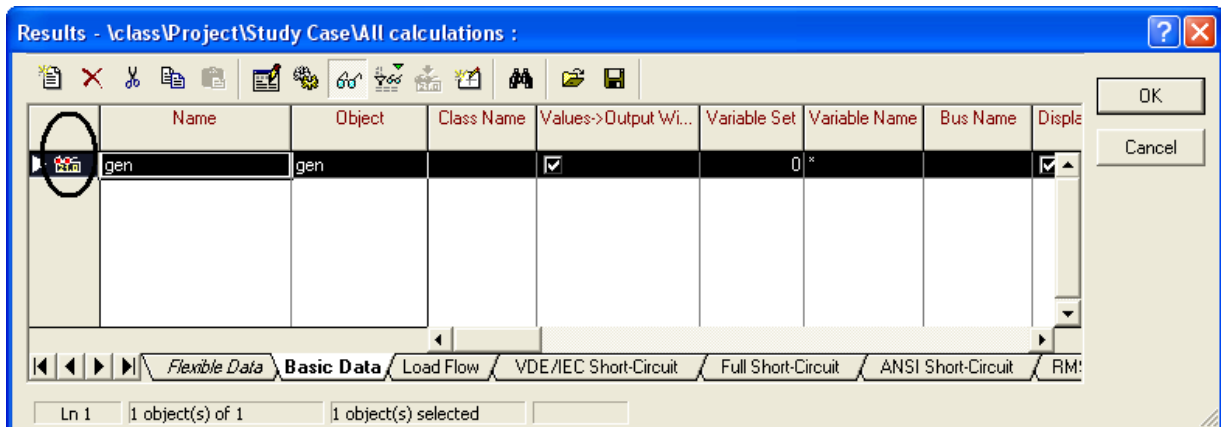 Results - \class\Project\Study Case\All calculations :
OK
Cancel
Name Object Class Name Values->Output Wi... Variable Set Variable Name Bus Name Displa
gen gen 0 *
Flexible Data Basic Data Load Flow VDE/IEC Short-Circuit Full Short-Circuit ANSI Short-Circuit RMS
Ln 1 1 object(s) of 1 1 object(s) selected